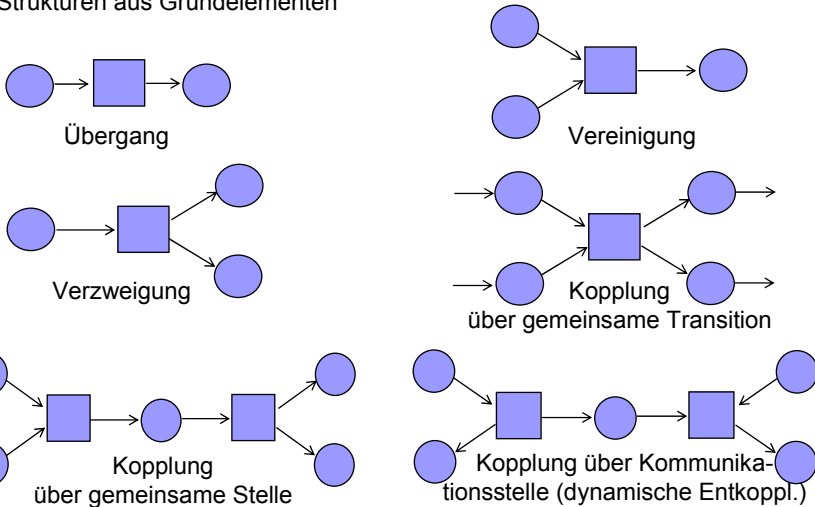 Strukturen aus Grundelementen
Übergang
Vereinigung
Verzweigung
Kopplung
über gemeinsame Transition
Kopplung
über gemeinsame Stelle
Kopplung über Kommunika-
tionsstelle (dynamische Entkoppl.)